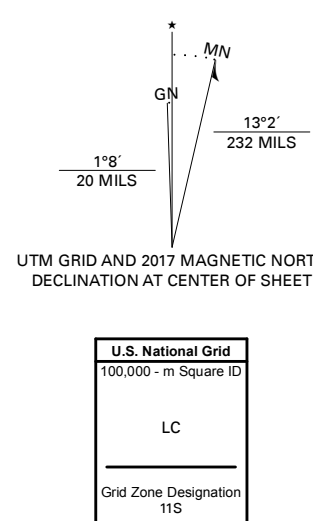 ★
MN
GN
13°2´
232 MILS
1°8´
20 MILS
UTM GRID AND 2017 MAGNETIC NORT
DECLINATION AT CENTER OF SHEET
U.S. National Grid
100,000 - m Square ID
LC
Grid Zone Designation
11S